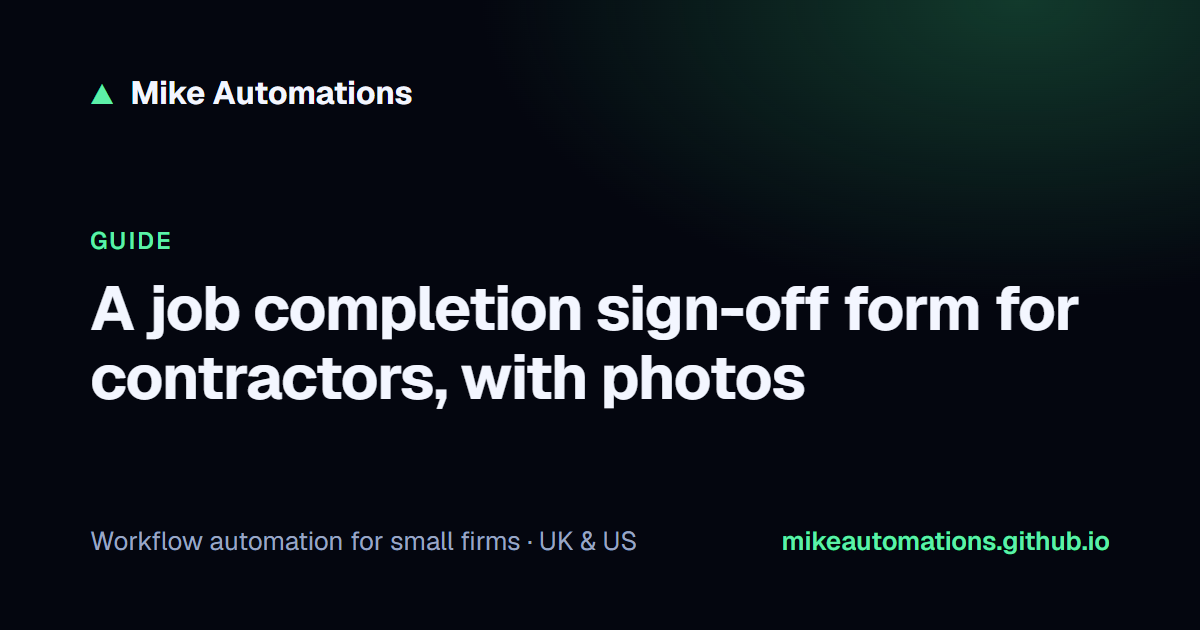 Mike Automations
GUIDE
A job completion sign-off form for
contractors, with photos
Workflow automation for small firms · UK & US
mikeautomations.github.io